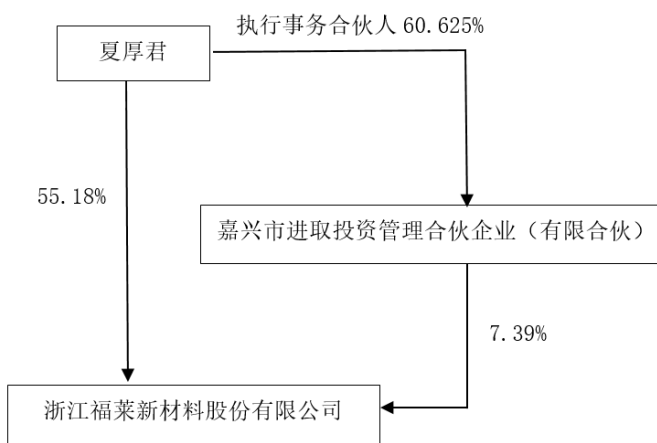 执行事务合伙人 60.625%
夏厚君
55.18%
嘉兴市进取投资管理合伙企业（有限合伙）
7.39%
浙江福莱新材料股份有限公司